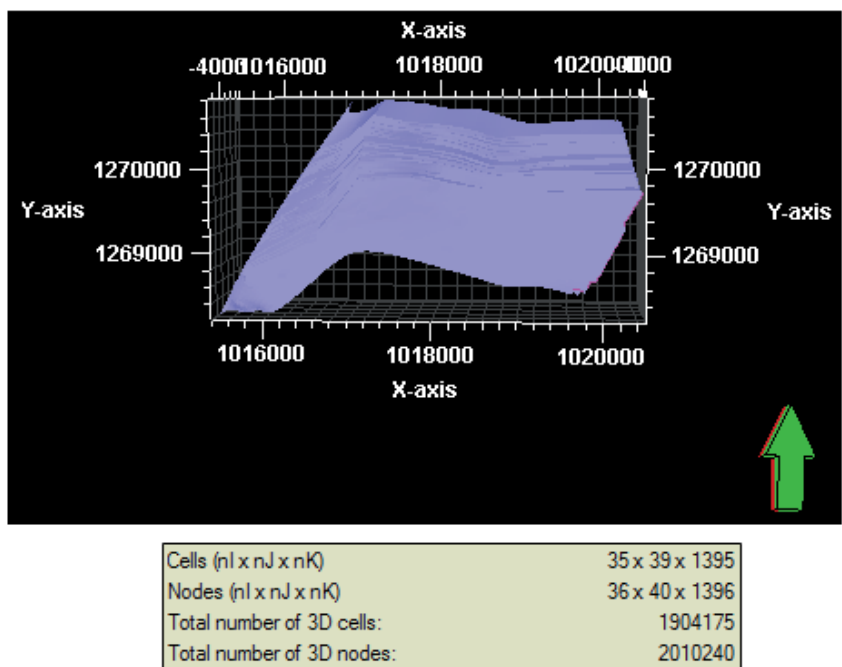 X-axis
-4000 1016000 1018000 1020000 -4000
1270000 1270000
Y-axis Y-axis
1269000 1269000
1016000 1018000 1020000
X-axis
Cells (nI x nJ x nK) 35 x 39 x 1395
Nodes (nI x nJ x nK) 36 x 40 x 1396
Total number of 3D cells: 1904175
Total number of 3D nodes: 2010240